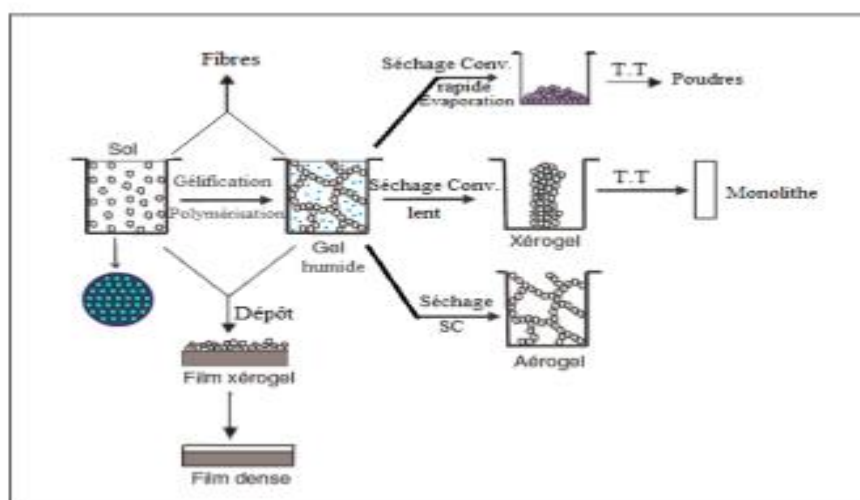 Fibres
Séchage Conv.
rapide
Évaporation
T.T
Poudres
Sol
Gélification
Polymérisation
Gel
humide
Séchage Conv.
lent
Xérogel
T.T
Monolithe
Séchage
SC
Aérogel
Dépôt
Film xérogel
Film dense